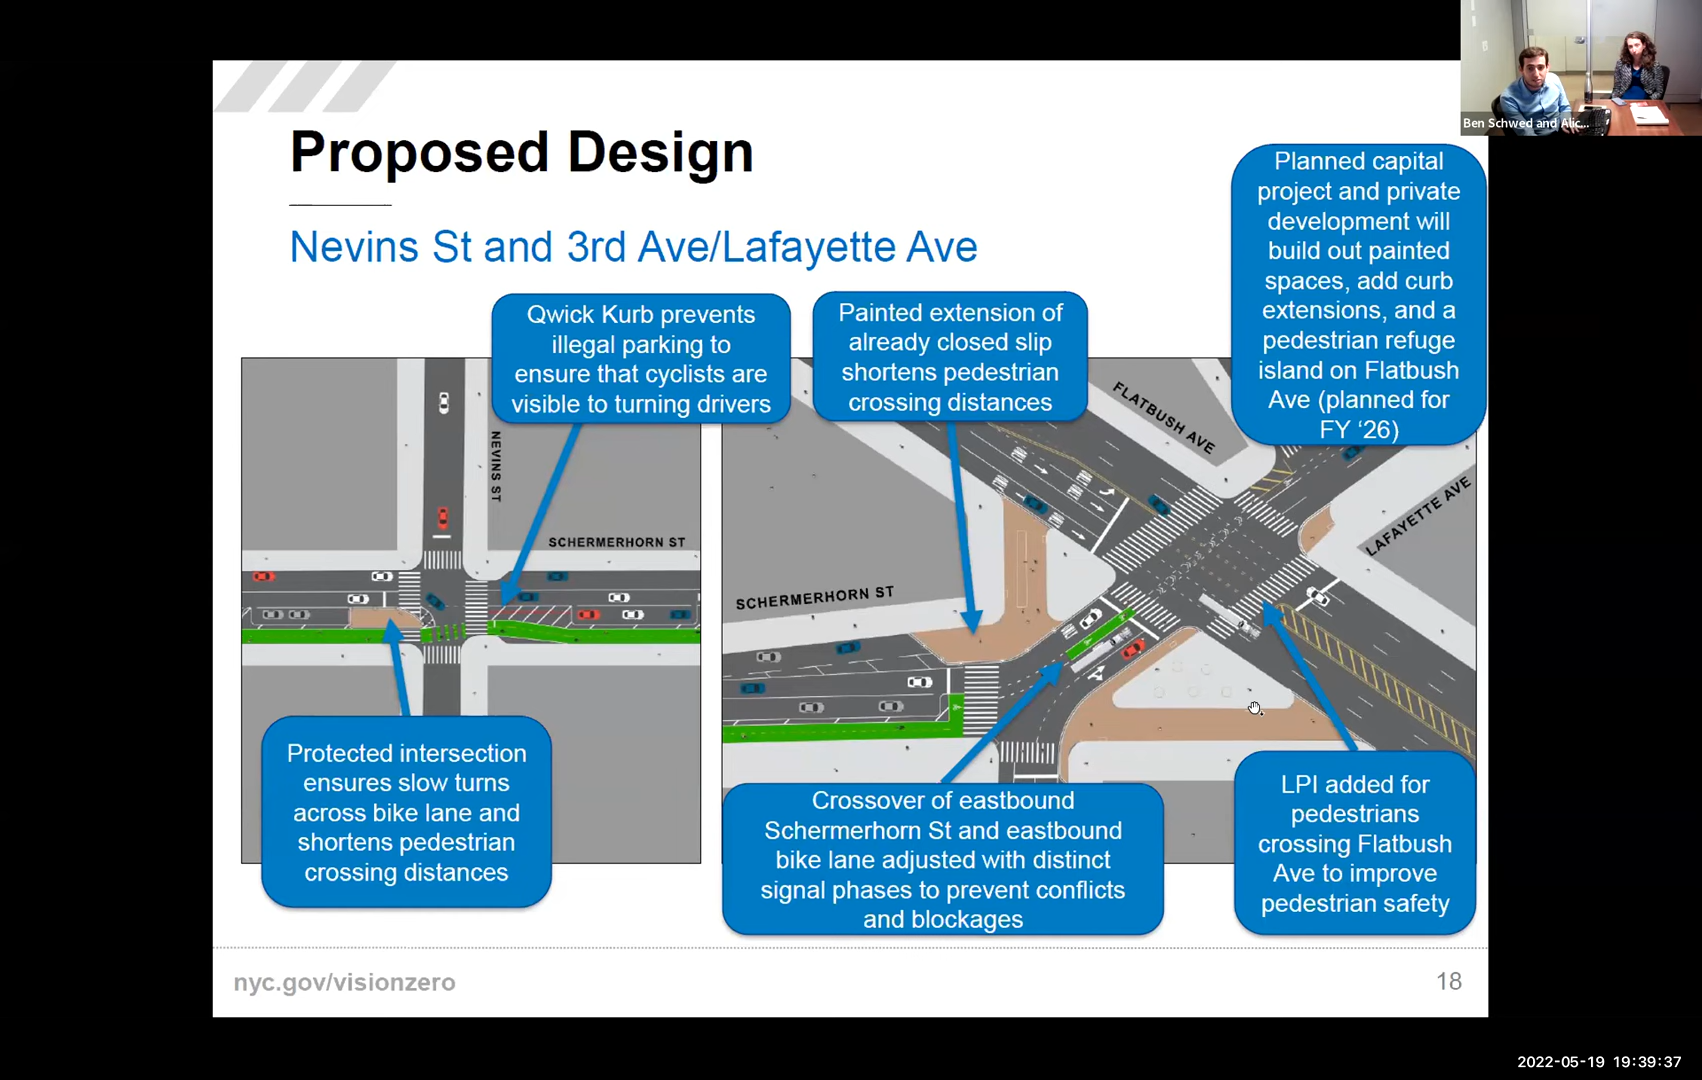 Ben Schwed and Alic...
Proposed Design
Nevins St and 3rd Ave/Lafayette Ave
Planned capital
project and private
development will
build out painted
spaces, add curb
extensions, and a
pedestrian refuge
island on Flatbush
Ave (planned for
FY ‘26)
Qwick Kurb prevents
illegal parking to
ensure that cyclists are
visible to turning drivers
Painted extension of
already closed slip
shortens pedestrian
crossing distances
NEVINS ST
SCHERMERHORN ST
FLATBUSH AVE
LAFAYETTE AVE
SCHERMERHORN ST
Protected intersection
ensures slow turns
across bike lane and
shortens pedestrian
crossing distances
Crossover of eastbound
Schermerhorn St and eastbound
bike lane adjusted with distinct
signal phases to prevent conflicts
and blockages
LPI added for
pedestrians
crossing Flatbush
Ave to improve
pedestrian safety
nyc.gov/visionzero
18
2022-05-19 19:39:37